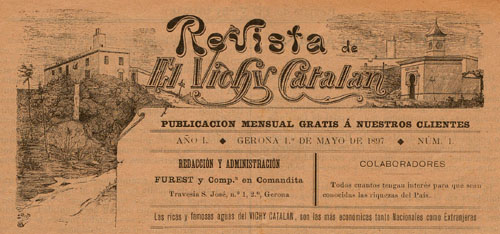 Revista de
El Vichy Catalan
PUBLICACION MENSUAL GRATIS Á NUESTROS CLIENTES
AÑO I. ◆ GERONA 1.º DE MAYO DE 1897 ◆ NÚM. 1.
REDACCIÓN Y ADMINISTRACIÓN
FUREST y Comp.ª en Comandita
Travesía S. José, n.º 1, 2.º, Gerona
COLABORADORES
Todos cuantos tengan interés para que sean
conocidas las riquezas del País.
Las ricas y famosas aguas del VICHY CATALAN, son las más económicas tanto Nacionales como Extranjeras